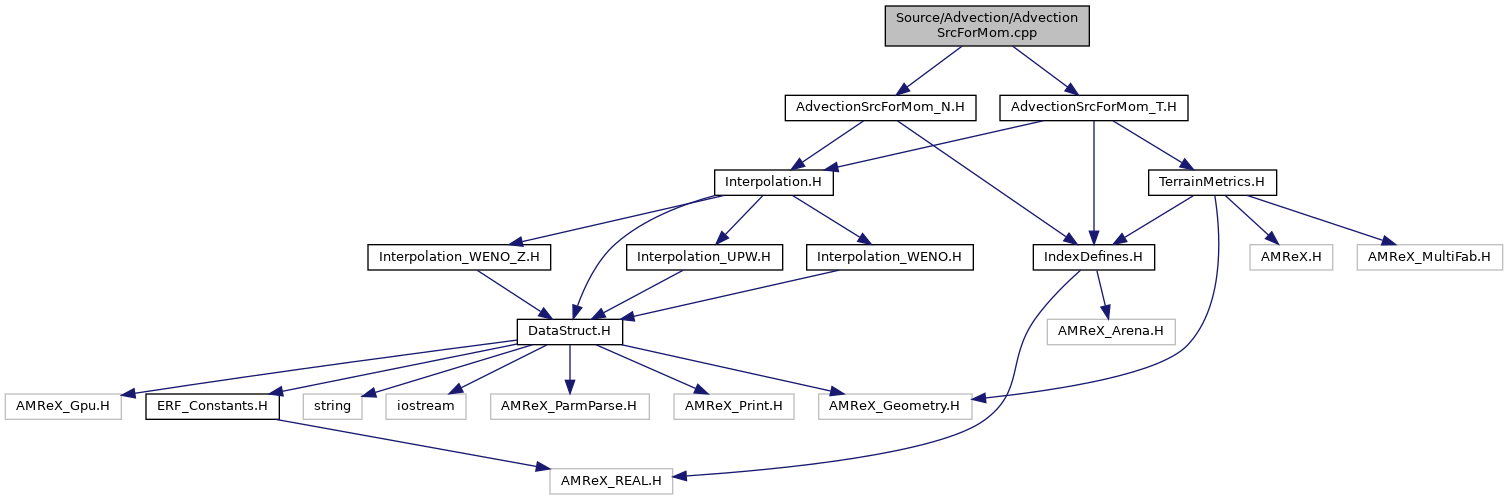 Source/Advection/Advection
SrcForMom.cpp
AdvectionSrcForMom_N.H
AdvectionSrcForMom_T.H
Interpolation.H
TerrainMetrics.H
Interpolation_WENO_Z.H
Interpolation_UPW.H
Interpolation_WENO.H
IndexDefines.H
AMReX.H
AMReX_MultiFab.H
DataStruct.H
AMReX_Arena.H
AMReX_Gpu.H
ERF_Constants.H
string
iostream
AMReX_ParmParse.H
AMReX_Print.H
AMReX_Geometry.H
AMReX_REAL.H